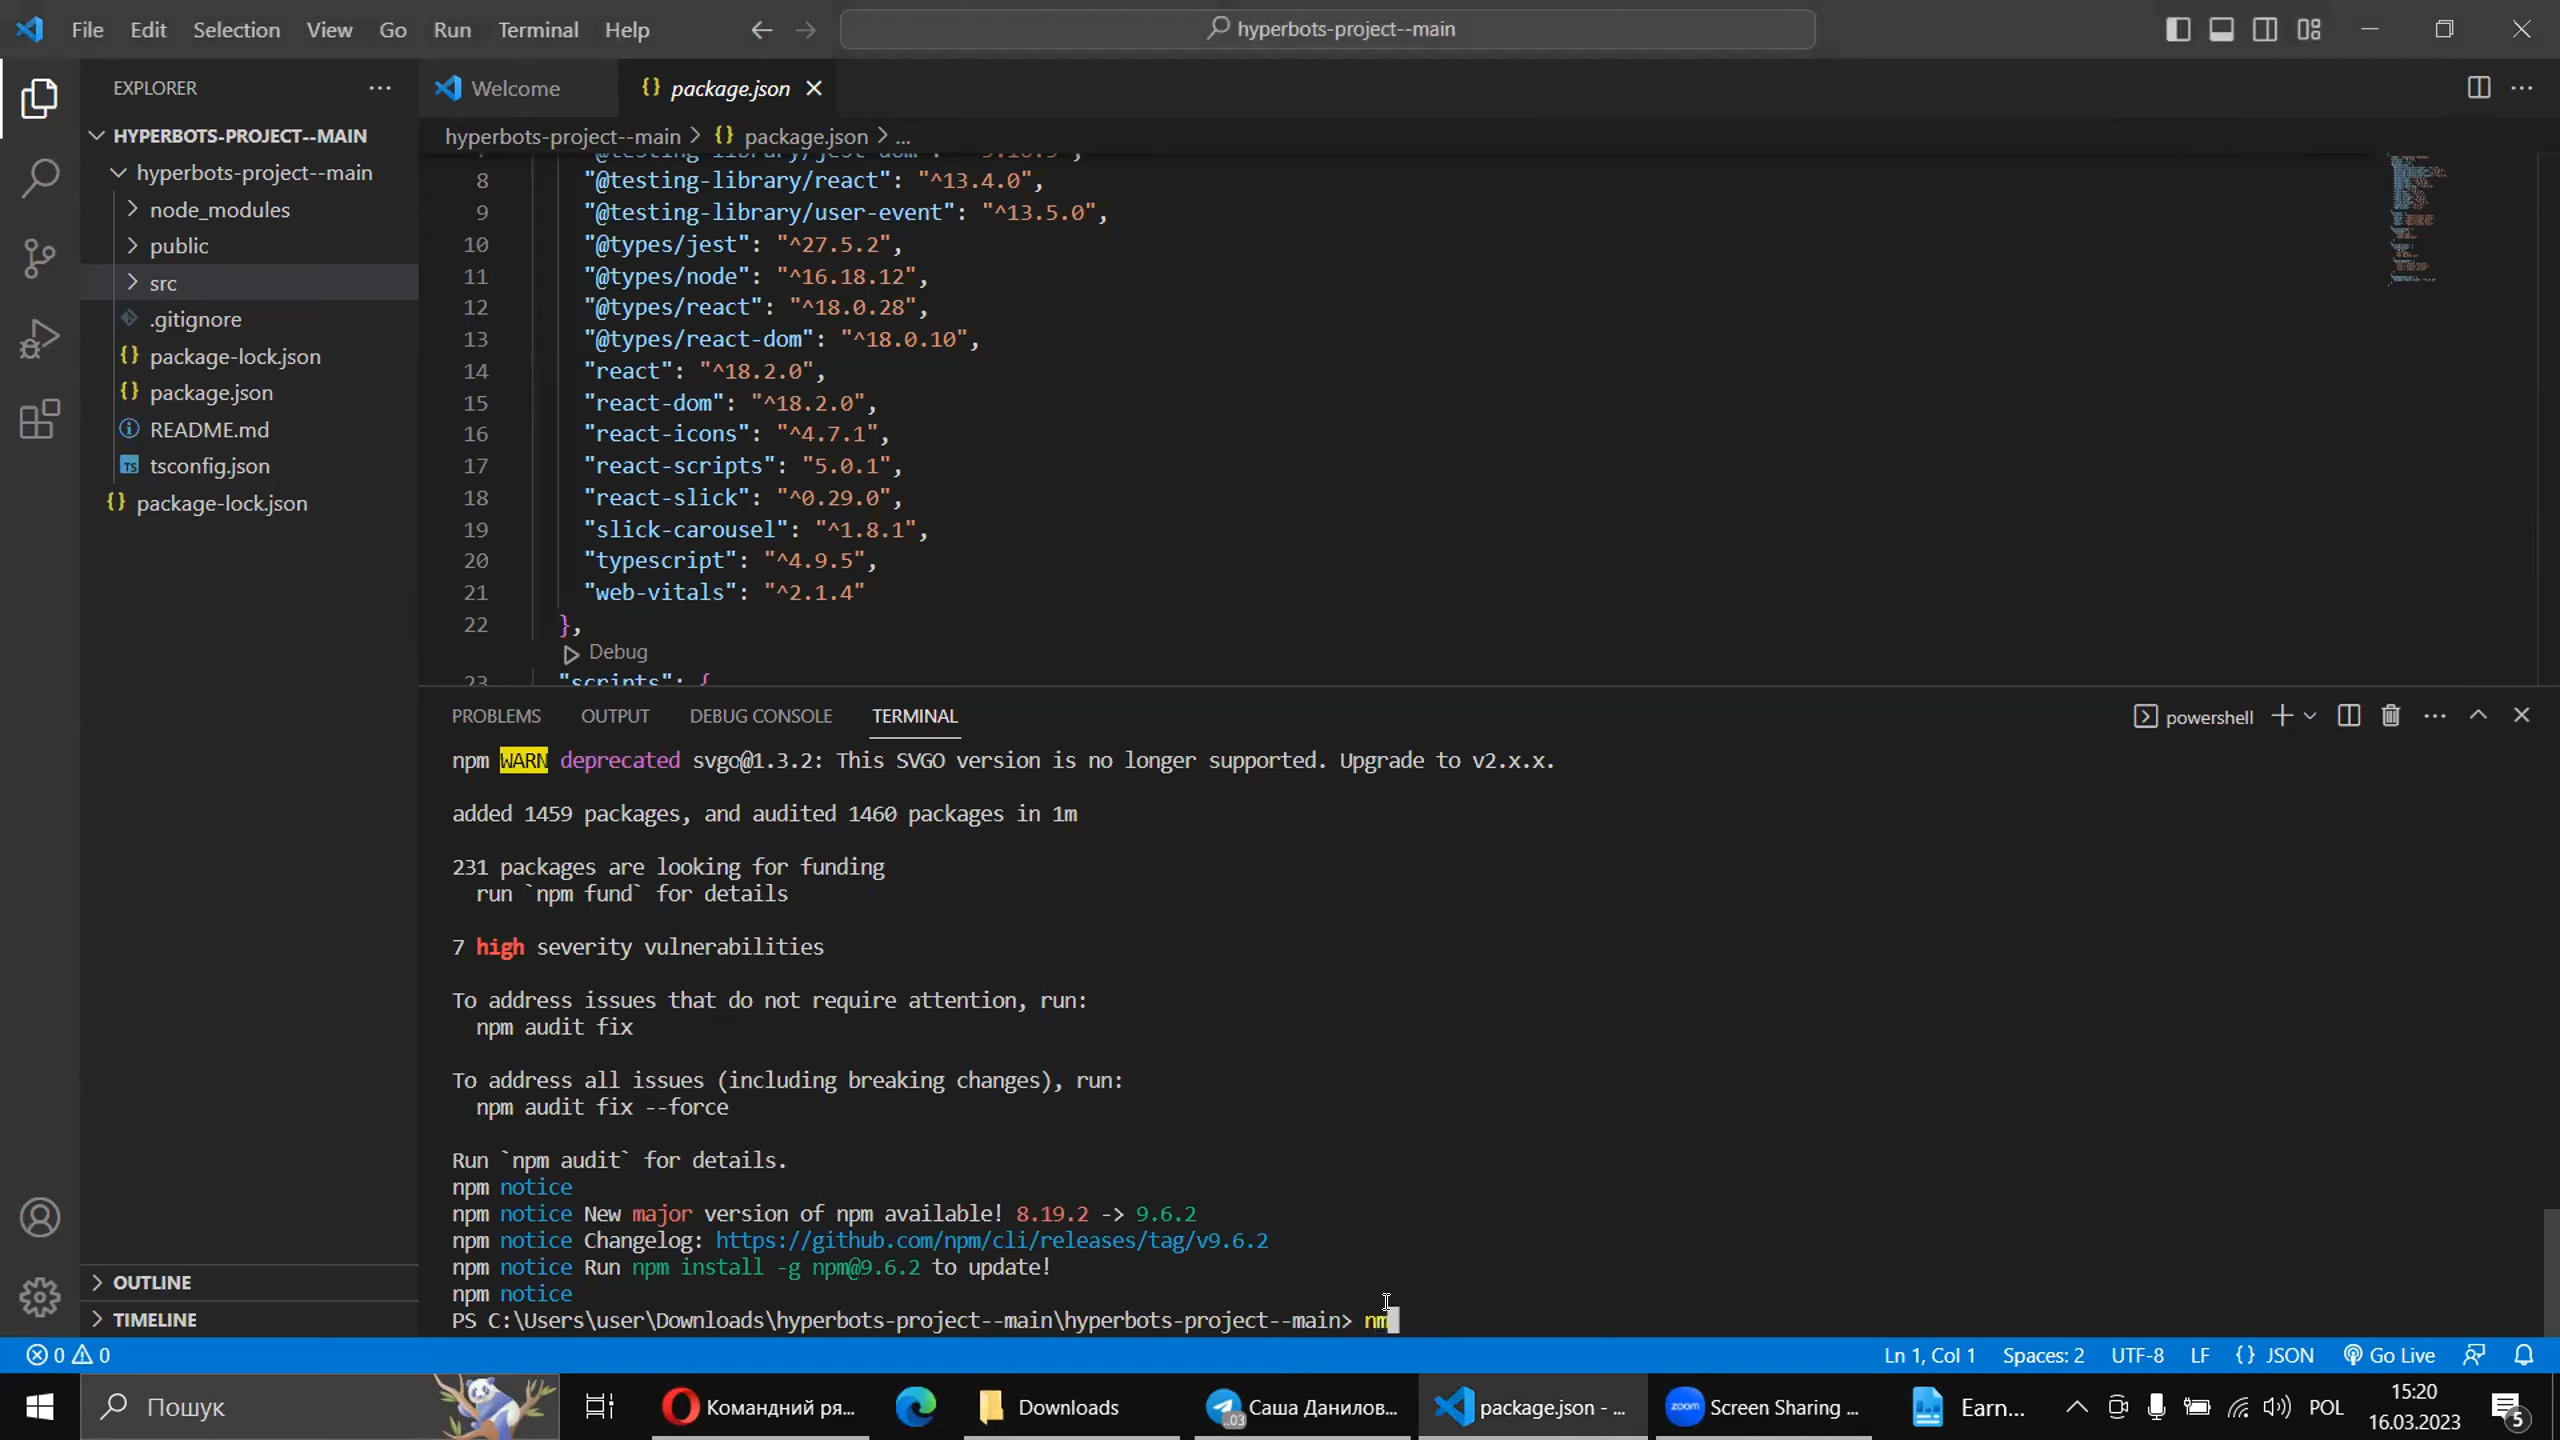 File Edit Selection View Go Run Terminal Help
hyperbots-project--main
EXPLORER
HYPERBOTS-PROJECT--MAIN
hyperbots-project--main
node_modules
public
src
.gitignore
package-lock.json
package.json
README.md
tsconfig.json
package-lock.json
OUTLINE
TIMELINE
Welcome
package.json
hyperbots-project--main > {} package.json > ...
8 "@testing-library/react": "^13.4.0",
9 "@testing-library/user-event": "^13.5.0",
10 "@types/jest": "^27.5.2",
11 "@types/node": "^16.18.12",
12 "@types/react": "^18.0.28",
13 "@types/react-dom": "^18.0.10",
14 "react": "^18.2.0",
15 "react-dom": "^18.2.0",
16 "react-icons": "^4.7.1",
17 "react-scripts": "5.0.1",
18 "react-slick": "^0.29.0",
19 "slick-carousel": "^1.8.1",
20 "typescript": "^4.9.5",
21 "web-vitals": "^2.1.4"
22 },
Debug
23 "scripts": {
PROBLEMS OUTPUT DEBUG CONSOLE TERMINAL
powershell
npm WARN deprecated svgo@1.3.2: This SVGO version is no longer supported. Upgrade to v2.x.x.
added 1459 packages, and audited 1460 packages in 1m
231 packages are looking for funding
run `npm fund` for details
7 high severity vulnerabilities
To address issues that do not require attention, run:
npm audit fix
To address all issues (including breaking changes), run:
npm audit fix --force
Run `npm audit` for details.
npm notice
npm notice New major version of npm available! 8.19.2 -> 9.6.2
npm notice Changelog: https://github.com/npm/cli/releases/tag/v9.6.2
npm notice Run npm install -g npm@9.6.2 to update!
npm notice
PS C:\Users\user\Downloads\hyperbots-project--main\hyperbots-project--main> nm
0 0
Ln 1, Col 1 Spaces: 2 UTF-8 LF {} JSON Go Live
Пошук
Командний ря...
Downloads
..03
Саша Данилов...
package.json - ...
zoom
Screen Sharing ...
Earn...
POL
15:20
16.03.2023
5